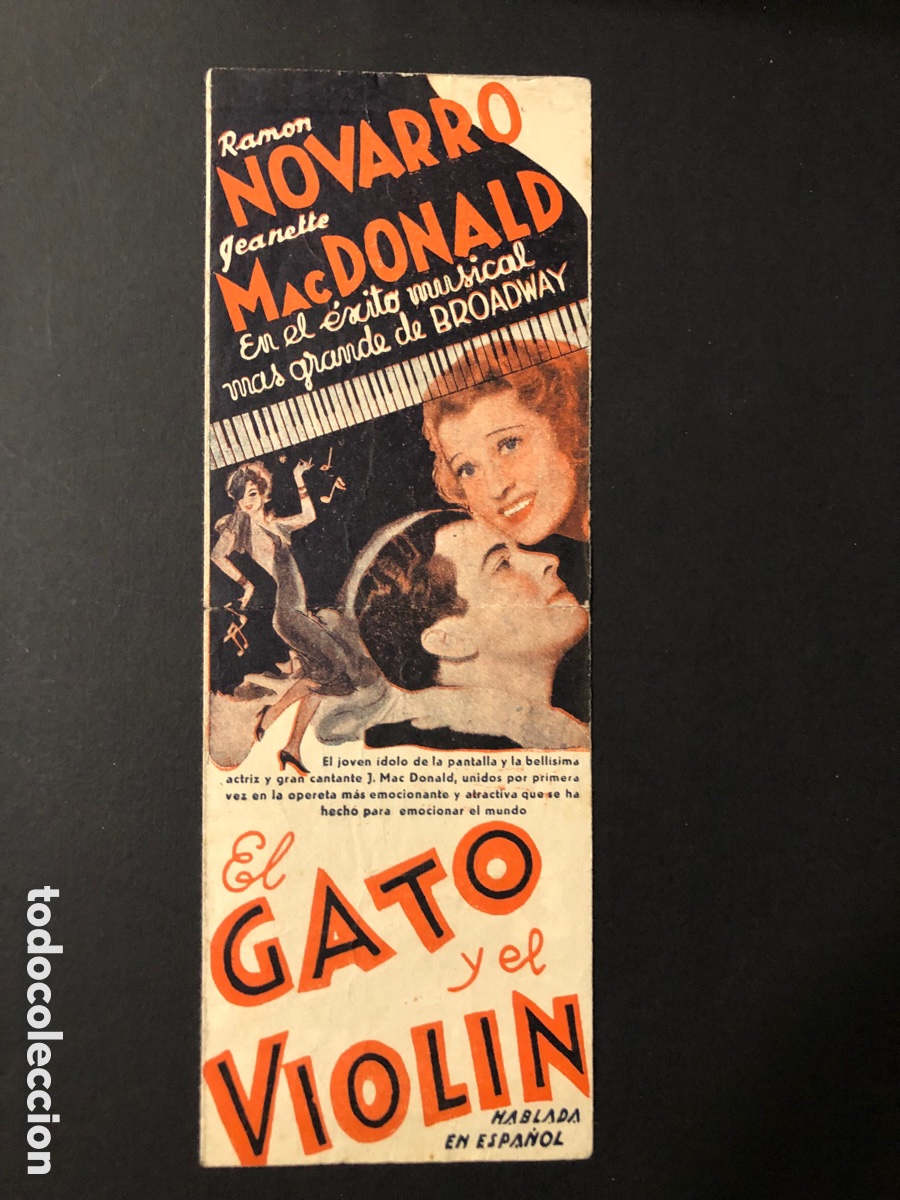 Ramon
NOVARRO
Jeanette
MacDONALD
En el éxito musical
mas grande de BROADWAY
El joven ídolo de la pantalla y la bellísima
actriz y gran cantante J. Mac Donald, unidos por primera
vez en la opereta más emocionante y atractiva que se ha
hecho para emocionar el mundo
El
GATO
y el
VIOLIN
HABLADA
EN ESPAÑOL
todocoleccion